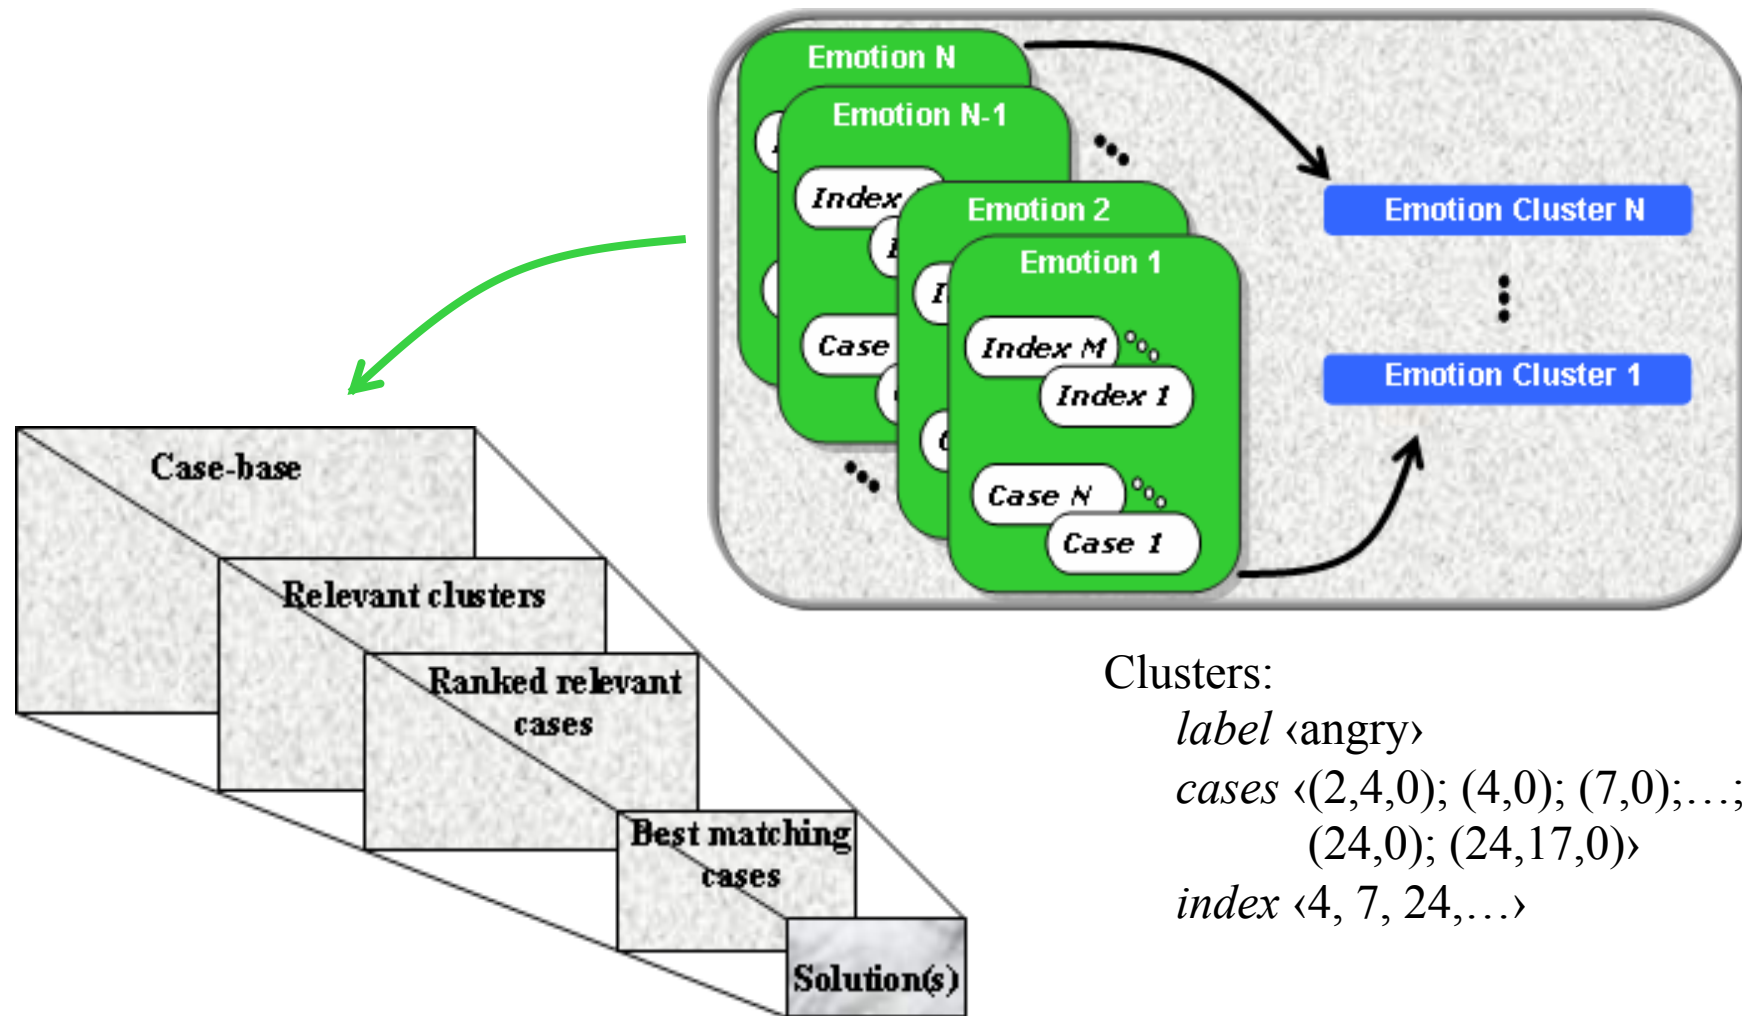 Emotion N
Emotion N-1
Index
Case
Emotion 2
Emotion 1
Index M
Index 1
Case N
Case 1
Emotion Cluster N
Emotion Cluster 1
Case-base
Relevant clusters
Ranked relevant
cases
Best matching
cases
Solution(s)
Clusters:
label ‹angry›
cases ‹(2,4,0); (4,0); (7,0);…;
(24,0); (24,17,0)›
index ‹4, 7, 24,…›